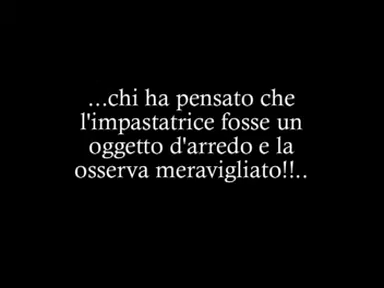 ...chi ha pensato che
l'impastatrice fosse un
oggetto d'arredo e la
osserva meravigliato!!..